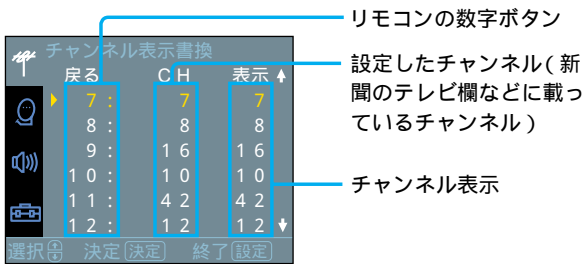 チャンネル表示書換
戻る CH 表示
7: 7 7
8: 8 8
9: 16 16
10: 10 10
11: 42 42
12: 12 12
選択 決定 決定 終了 設定
リモコンの数字ボタン
設定したチャンネル(新
聞のテレビ欄などに載っ
ているチャンネル)
チャンネル表示